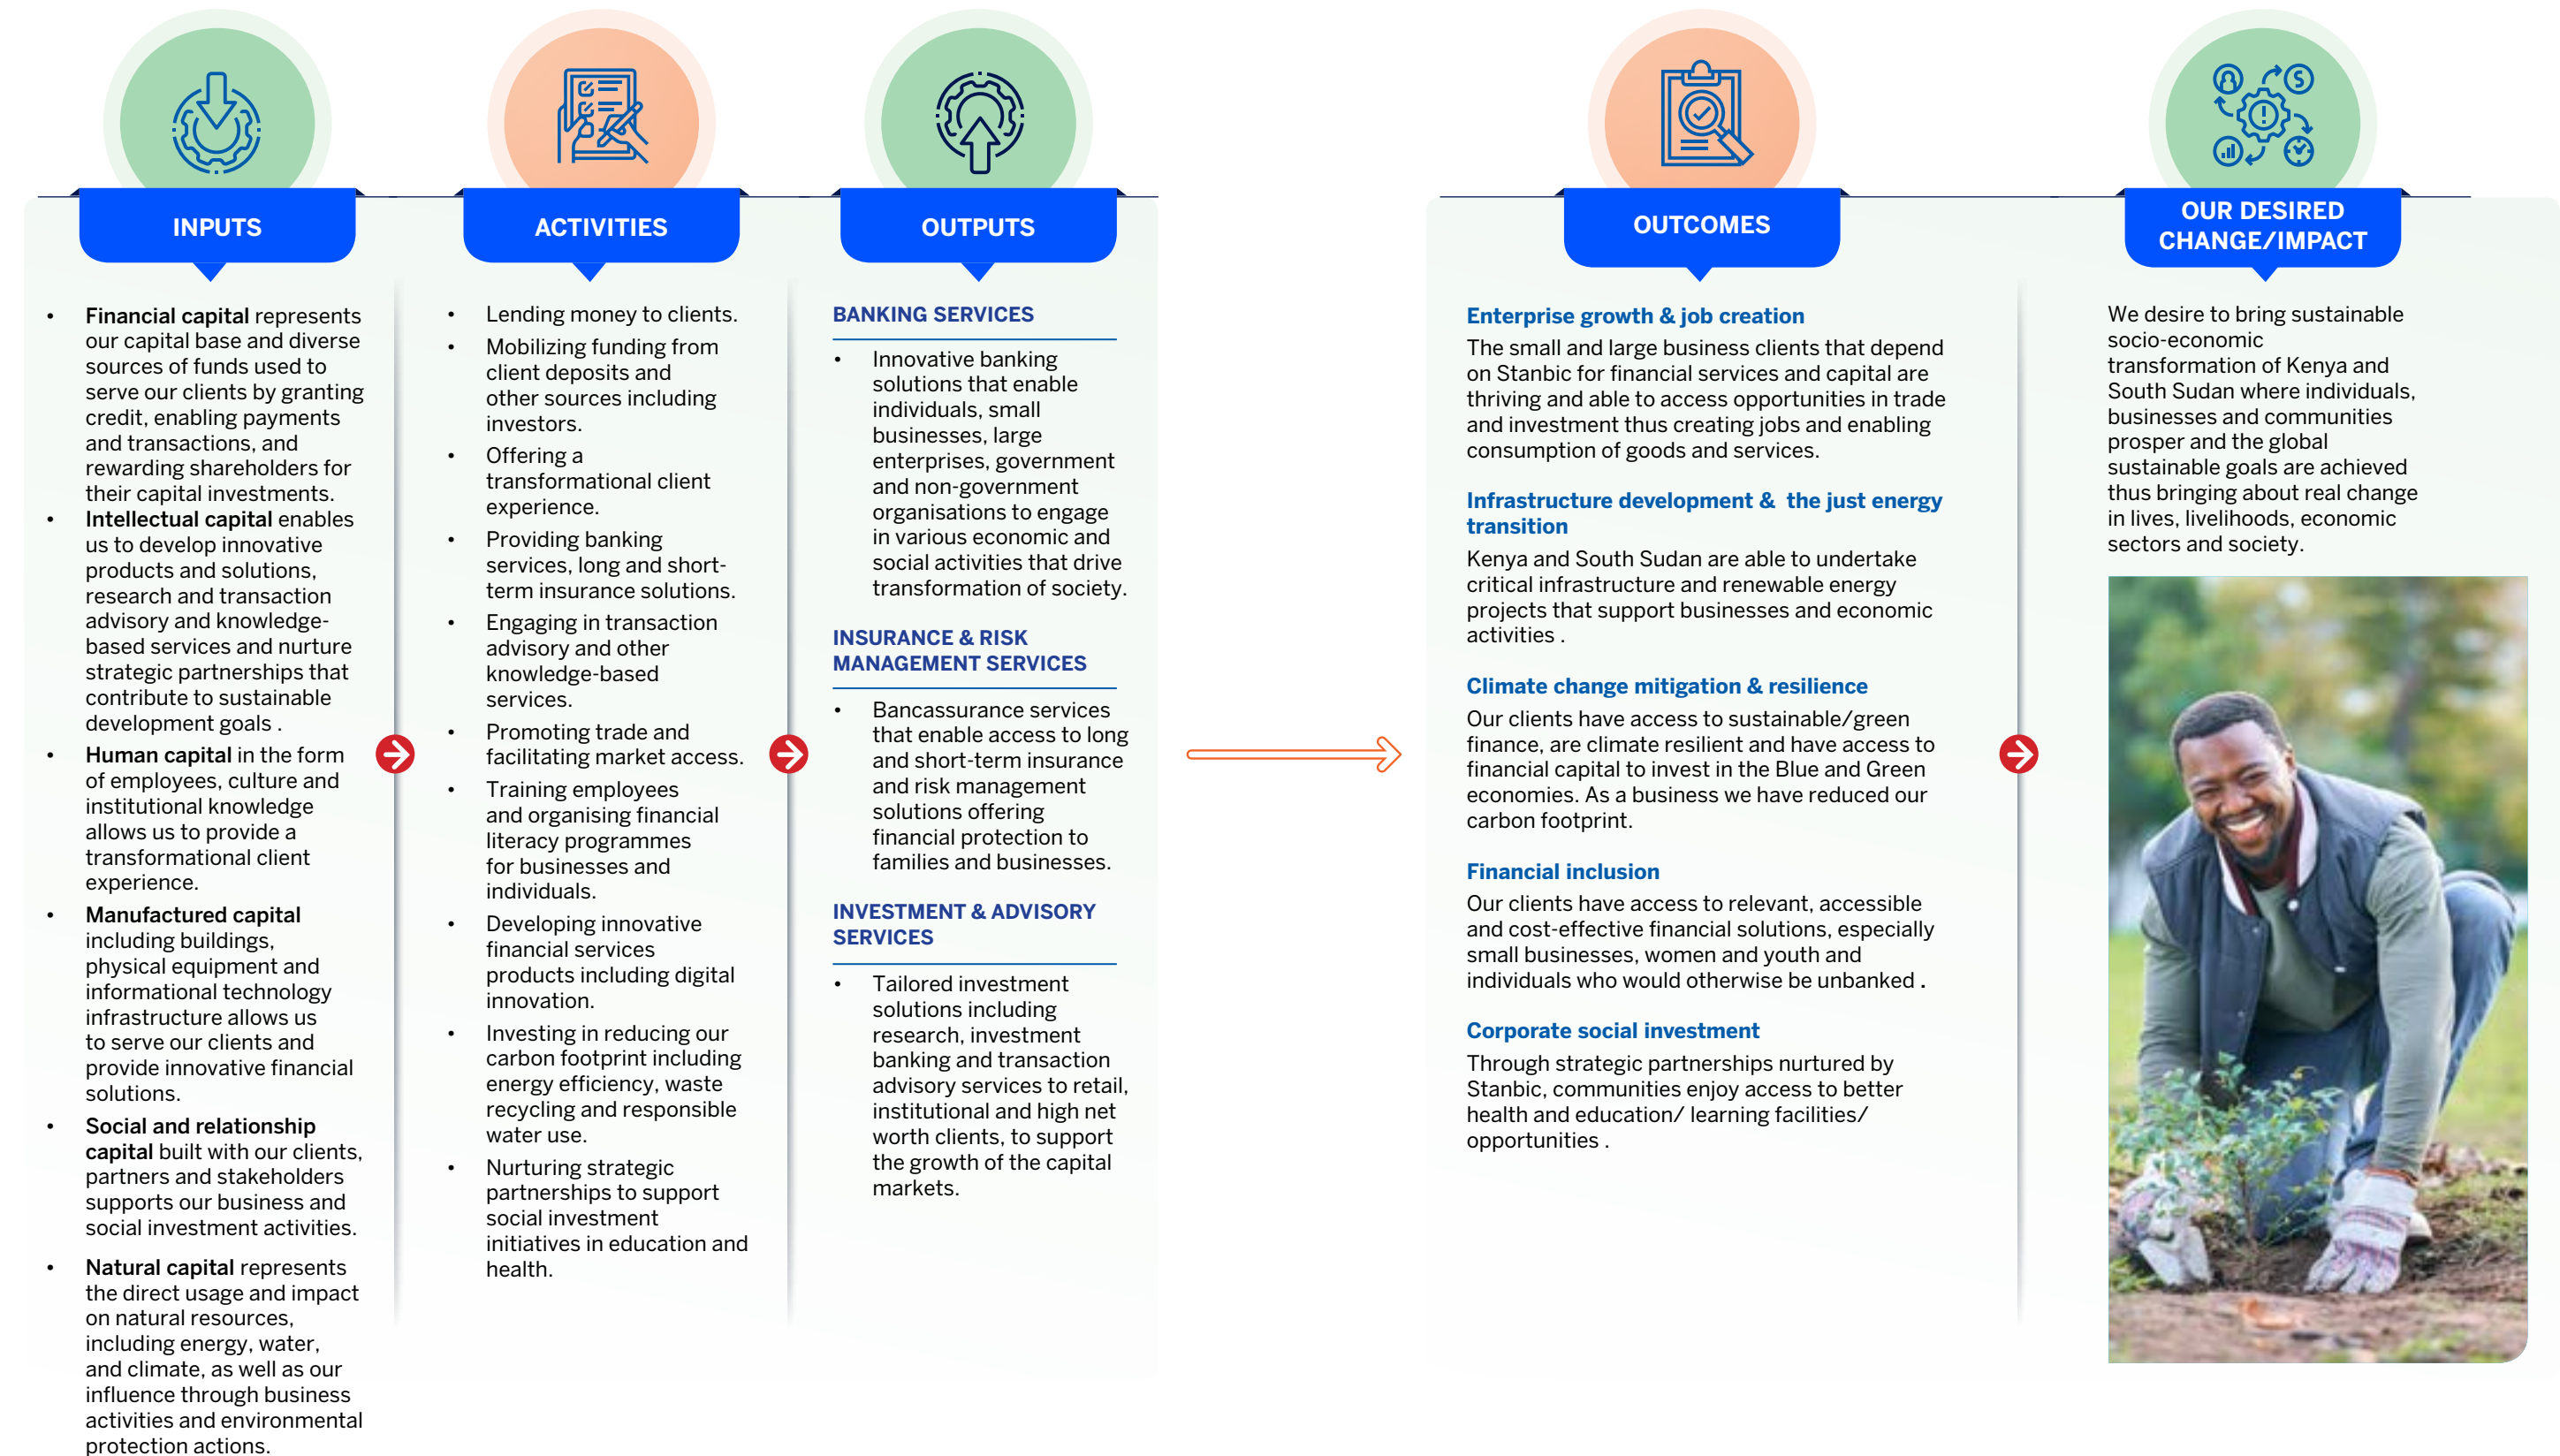 INPUTS
Financial capital represents
our capital base and diverse
sources of funds used to
serve our clients by granting
credit, enabling payments
and transactions, and
rewarding shareholders for
their capital investments.
Intellectual capital enables
us to develop innovative
products and solutions,
research and transaction
advisory and knowledge-
based services and nurture
strategic partnerships that
contribute to sustainable
development goals .
Human capital in the form
of employees, culture and
institutional knowledge
allows us to provide a
transformational client
experience.
Manufactured capital
including buildings,
physical equipment and
informational technology
infrastructure allows us
to serve our clients and
provide innovative financial
solutions.
Social and relationship
capital built with our clients,
partners and stakeholders
supports our business and
social investment activities.
Natural capital represents
the direct usage and impact
on natural resources,
including energy, water,
and climate, as well as our
influence through business
activities and environmental
protection actions.
ACTIVITIES
Lending money to clients.
Mobilizing funding from
client deposits and
other sources including
investors.
Offering a
transformational client
experience.
Providing banking
services, long and short-
term insurance solutions.
Engaging in transaction
advisory and other
knowledge-based
services.
Promoting trade and
facilitating market access.
Training employees
and organising financial
literacy programmes
for businesses and
individuals.
Developing innovative
financial services
products including digital
innovation.
Investing in reducing our
carbon footprint including
energy efficiency, waste
recycling and responsible
water use.
Nurturing strategic
partnerships to support
social investment
initiatives in education and
health.
OUTPUTS
BANKING SERVICES
Innovative banking
solutions that enable
individuals, small
businesses, large
enterprises, government
and non-government
organisations to engage
in various economic and
social activities that drive
transformation of society.
INSURANCE & RISK
MANAGEMENT SERVICES
Bancassurance services
that enable access to long
and short-term insurance
and risk management
solutions offering
financial protection to
families and businesses.
INVESTMENT & ADVISORY
SERVICES
Tailored investment
solutions including
research, investment
banking and transaction
advisory services to retail,
institutional and high net
worth clients, to support
the growth of the capital
markets.
OUTCOMES
Enterprise growth & job creation
The small and large business clients that depend
on Stanbic for financial services and capital are
thriving and able to access opportunities in trade
and investment thus creating jobs and enabling
consumption of goods and services.
Infrastructure development & the just energy
transition
Kenya and South Sudan are able to undertake
critical infrastructure and renewable energy
projects that support businesses and economic
activities .
Climate change mitigation & resilience
Our clients have access to sustainable/green
finance, are climate resilient and have access to
financial capital to invest in the Blue and Green
economies. As a business we have reduced our
carbon footprint.
Financial inclusion
Our clients have access to relevant, accessible
and cost-effective financial solutions, especially
small businesses, women and youth and
individuals who would otherwise be unbanked .
Corporate social investment
Through strategic partnerships nurtured by
Stanbic, communities enjoy access to better
health and education/ learning facilities/
opportunities .
OUR DESIRED
CHANGE/IMPACT
We desire to bring sustainable
socio-economic
transformation of Kenya and
South Sudan where individuals,
businesses and communities
prosper and the global
sustainable goals are achieved
thus bringing about real change
in lives, livelihoods, economic
sectors and society.